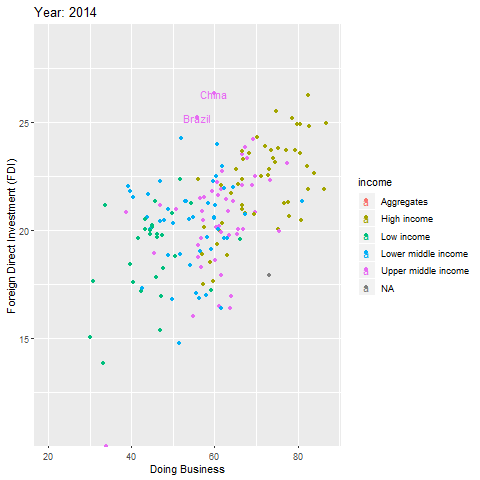 Year: 2014
China
Brazil
25
20
15
20
40
60
80
Doing Business
Foreign Direct Investment (FDI)
income
a Aggregates
a High income
a Low income
a Lower middle income
a Upper middle income
a NA